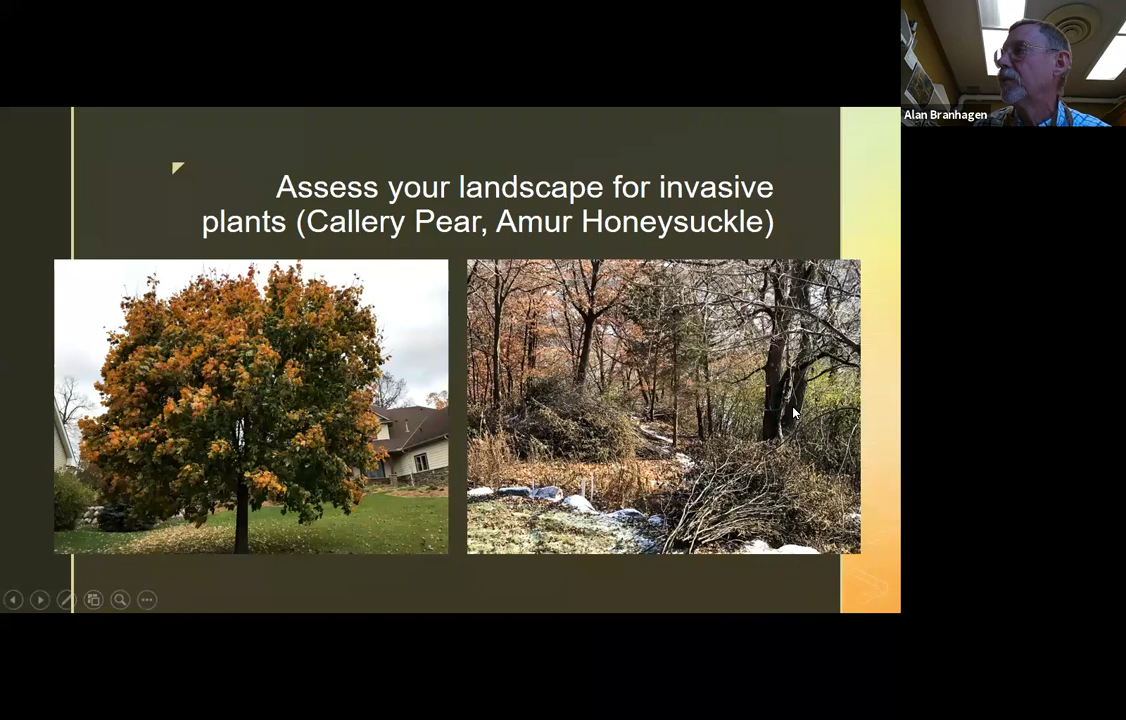 Alan Branhagen
Assess your landscape for invasive
plants (Callery Pear, Amur Honeysuckle)